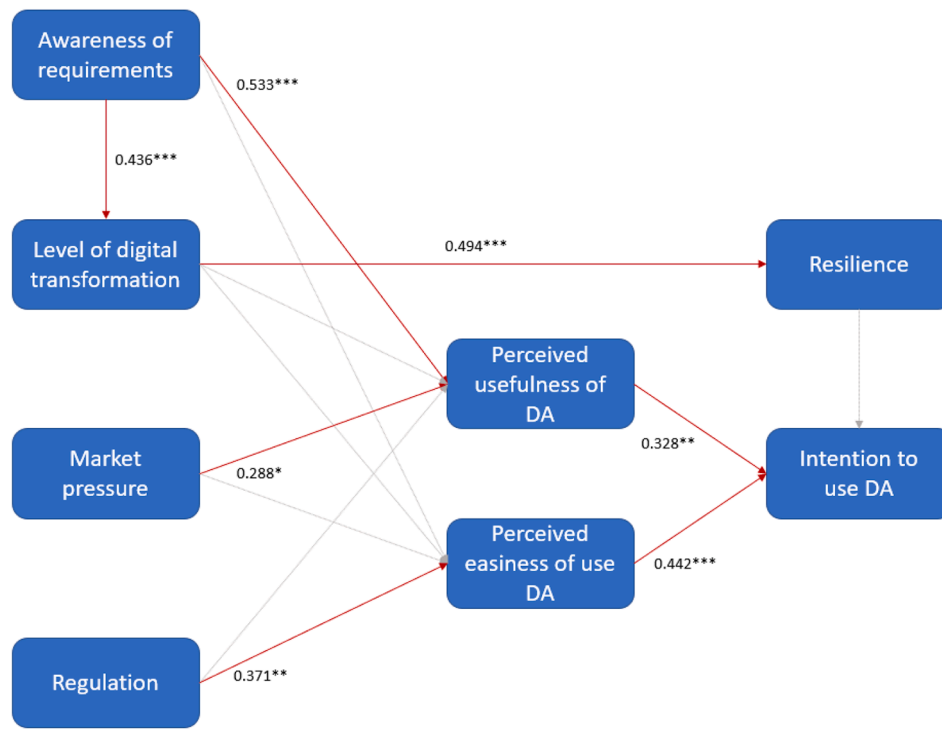 Awareness of
requirements
0.533***
0.436***
Level of digital
transformation
0.494***
Resilience
Perceived
usefulness of
DA
Market
pressure
0.288*
0.328**
Intention to
use DA
Perceived
easiness of use
DA
0.442***
Regulation
0.371**